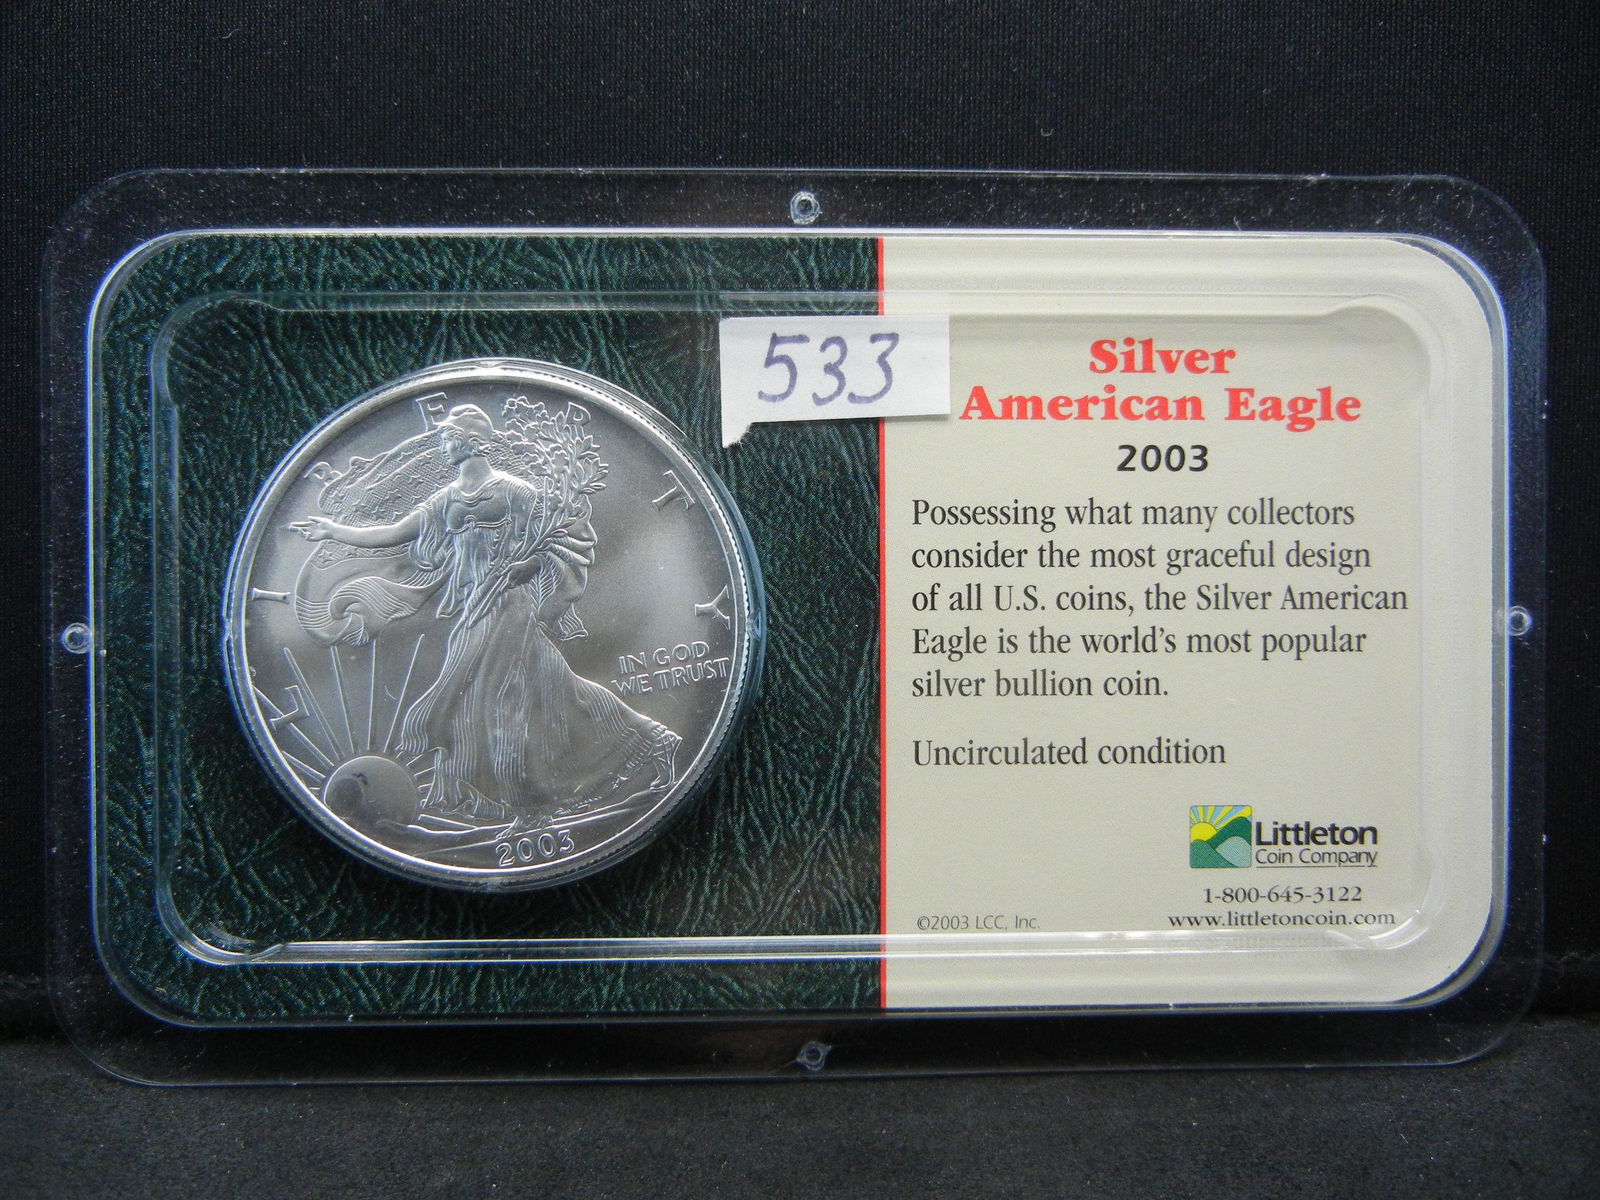 LIBERTY
IN GOD
WE TRUST
2003
533
Silver
American Eagle
2003
Possessing what many collectors
consider the most graceful design
of all U.S. coins, the Silver American
Eagle is the world's most popular
silver bullion coin.
Uncirculated condition
Littleton
Coin Company
1-800-645-3122
©2003 LCC, Inc.
www.littletoncoin.com